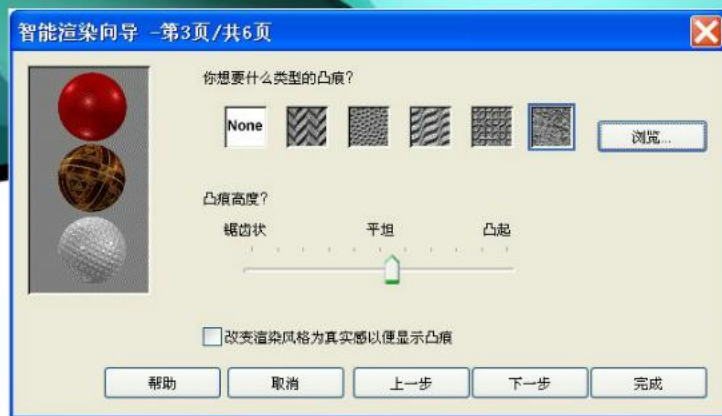 智能渲染向导 -第3页/共6页
你想要什么类型的凸痕?
None
浏览...
凸痕高度?
锯齿状 平坦 凸起
改变渲染风格为真实感以便显示凸痕
帮助 取消 上一步 下一步 完成